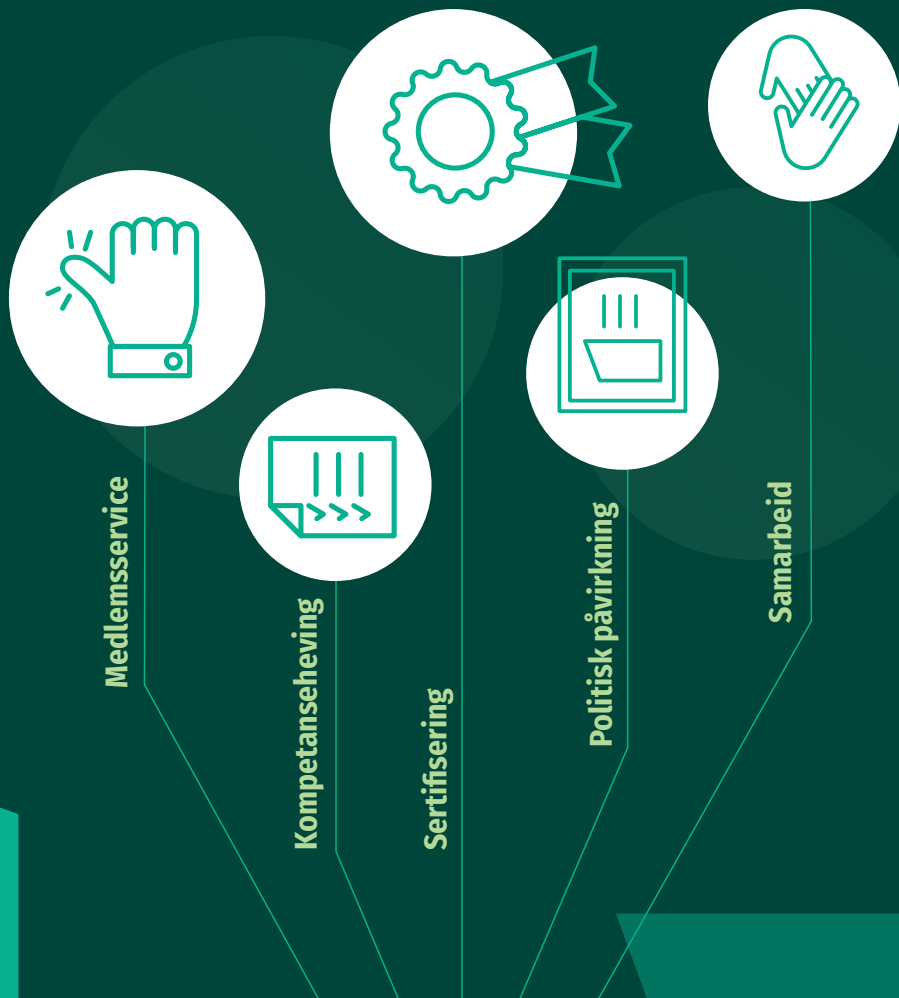 Medlemsservice
Kompetanseheving
Sertifisering
Politisk påvirkning
Samarbeid